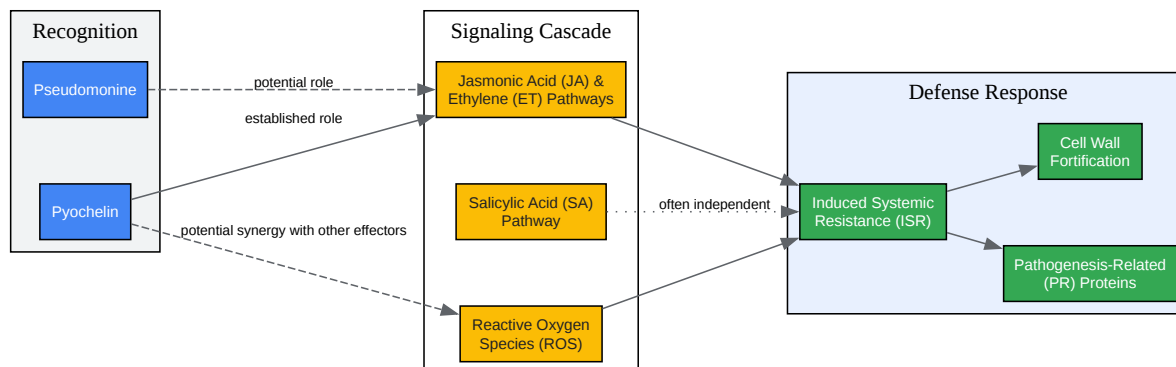 Recognition
Pseudomonine
Pyochelin
potential role
established role
potential synergy with other effectors
Signaling Cascade
Jasmonic Acid (JA) &
Ethylene (ET) Pathways
Salicylic Acid (SA)
Pathway
Reactive Oxygen
Species (ROS)
often independent
Defense Response
Induced Systemic
Resistance (ISR)
Cell Wall
Fortification
Pathogenesis-Related
(PR) Proteins